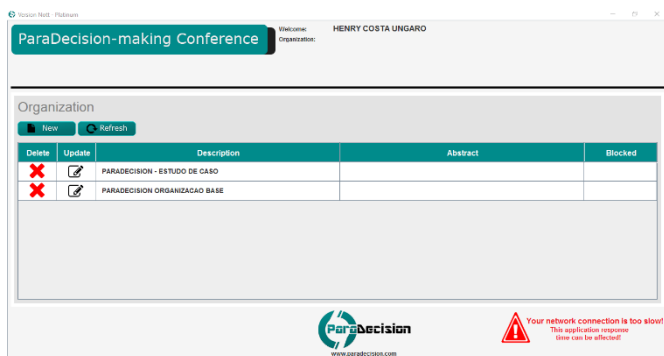 Version Nett - Platinum
ParaDecision-making Conference
Welcome: HENRY COSTA UNGARO
Organization:
Organization
New Refresh
Delete Update Description Abstract Blocked
PARADECISION - ESTUDO DE CASO
PARADECISION ORGANIZACAO BASE
ParaDecision
www.paradecision.com
Your network connection is too slow!
This application response
time can be affected!